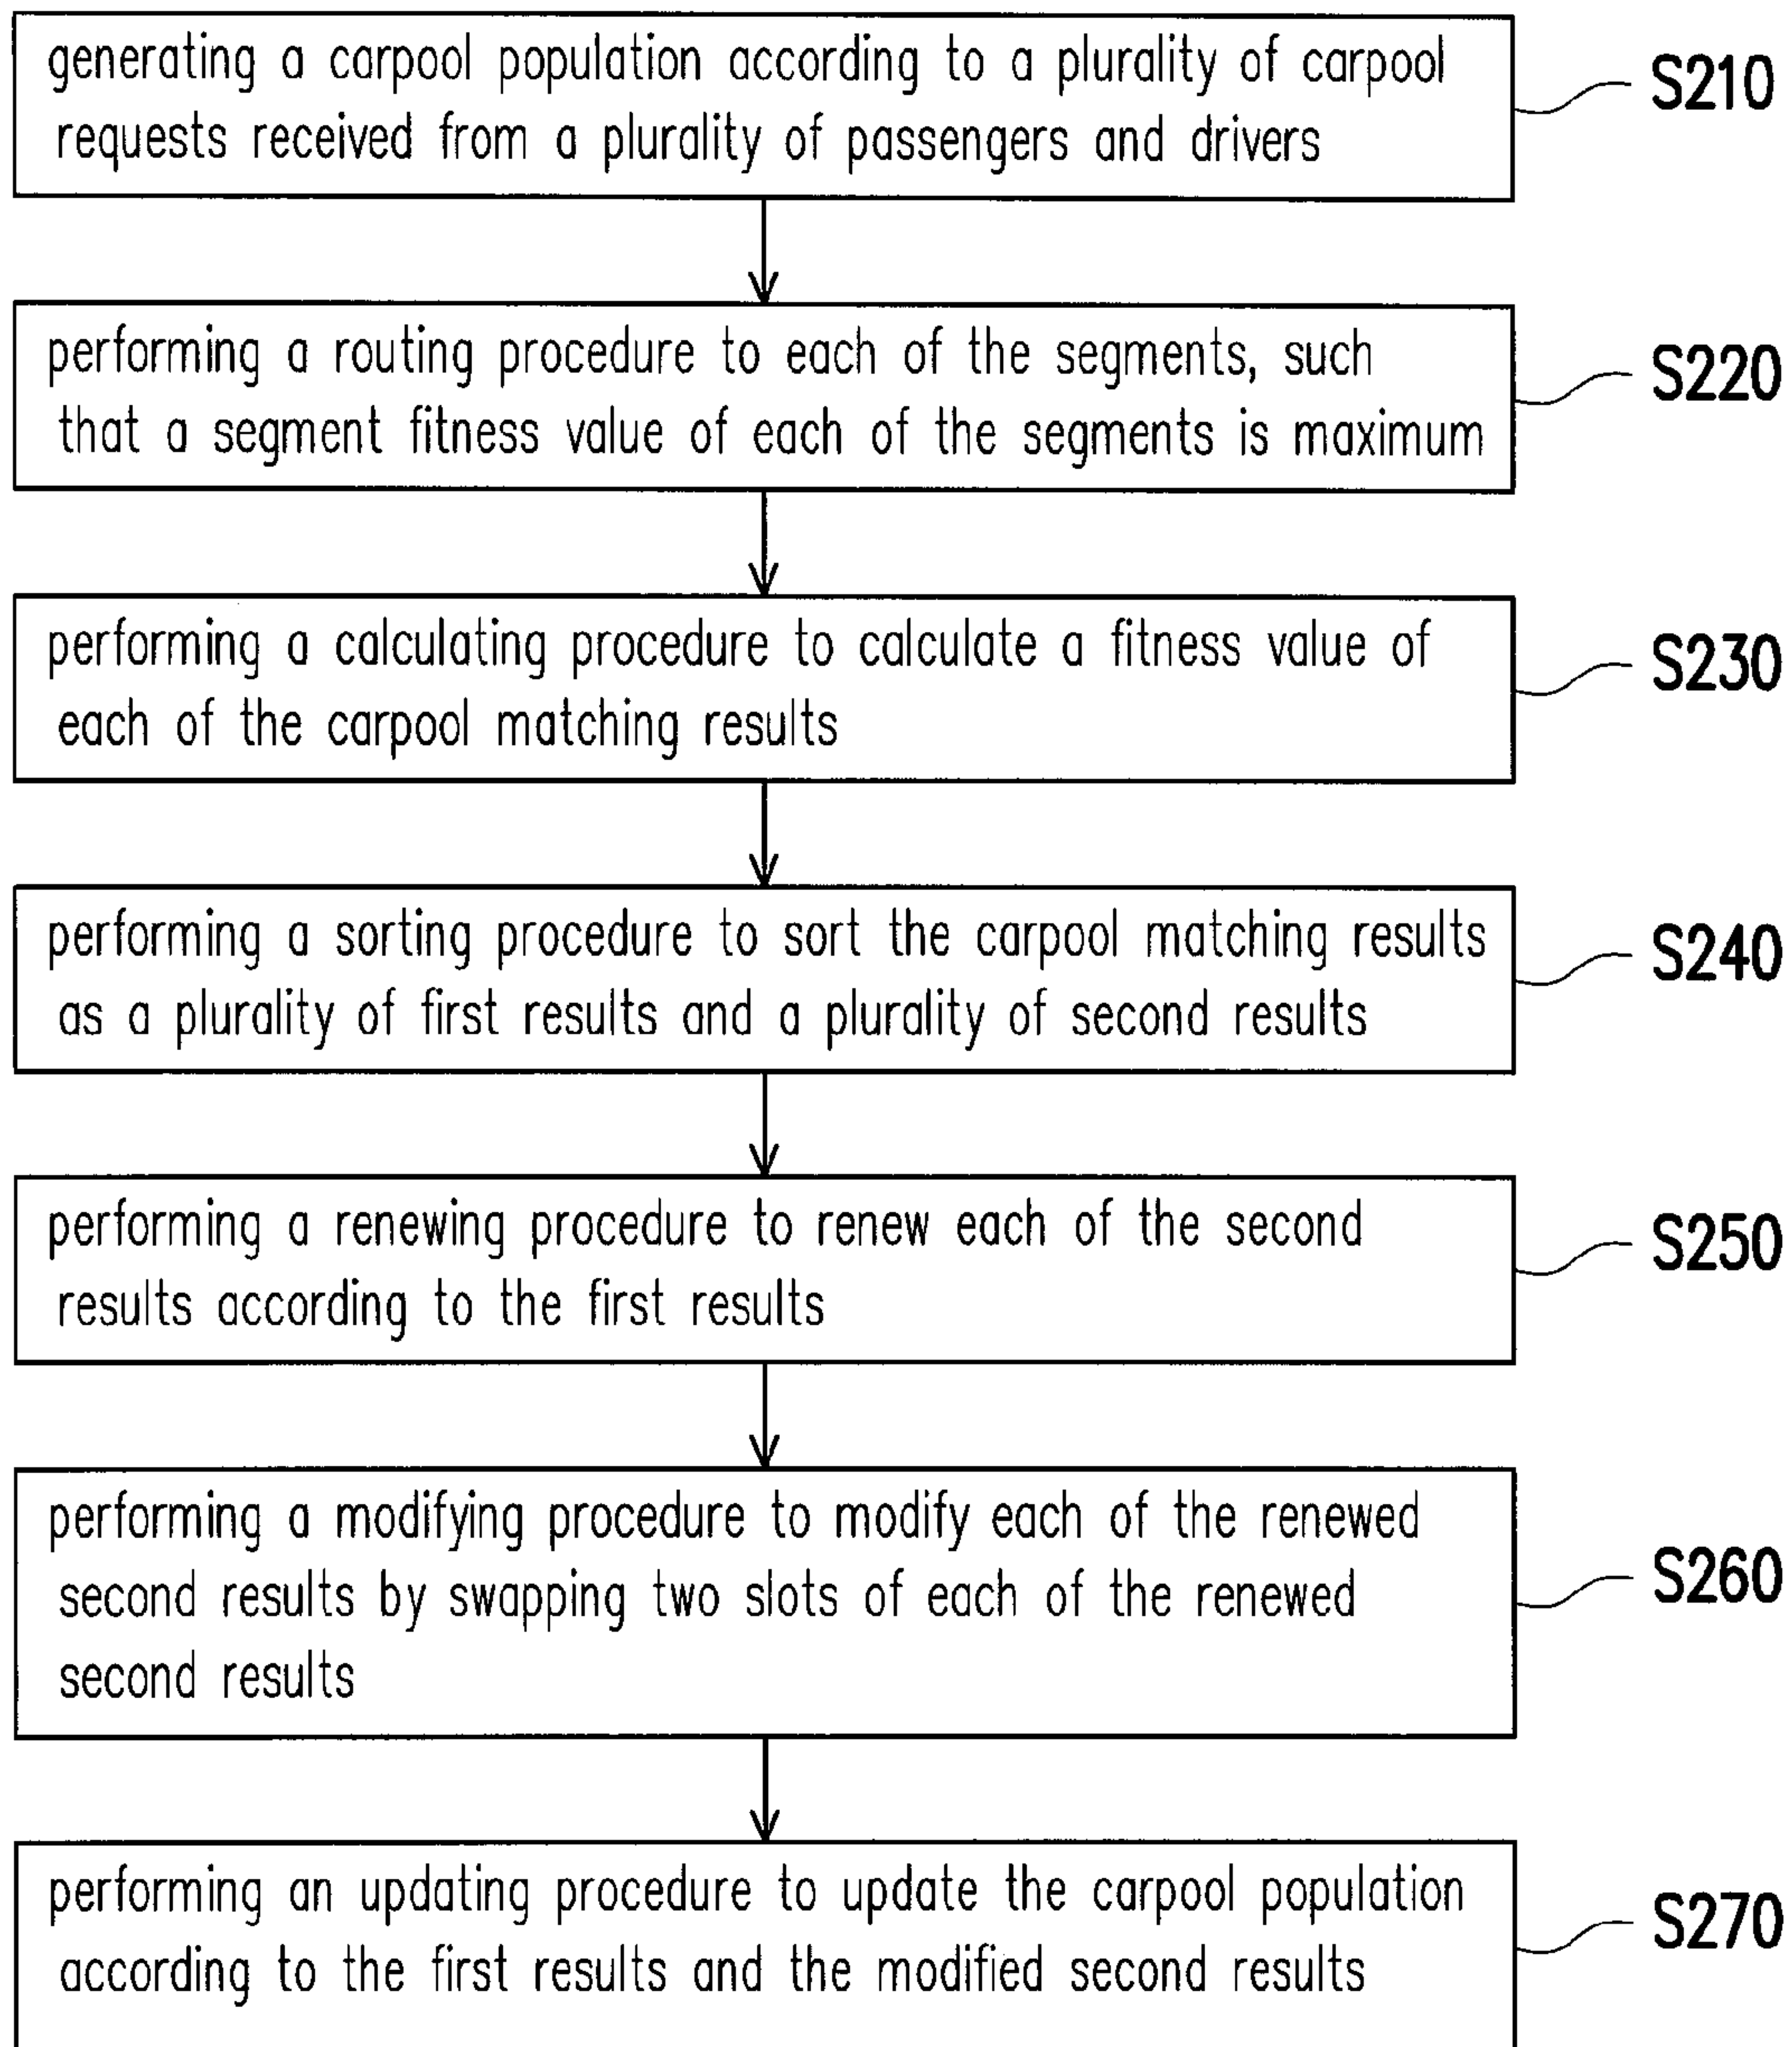 generating a carpool population according to a plurality of carpool
requests received from a plurality of passengers and drivers
S210
performing a routing procedure to each of the segments, such
that a segment fitness value of each of the segments is maximum
S220
performing a calculating procedure to calculate a fitness value of
each of the carpool matching results
S230
performing a sorting procedure to sort the carpool matching results
as a plurality of first results and a plurality of second results
S240
performing a renewing procedure to renew each of the second
results according to the first results
S250
performing a modifying procedure to modify each of the renewed
second results by swapping two slots of each of the renewed
second results
S260
performing an updating procedure to update the carpool population
according to the first results and the modified second results
S270